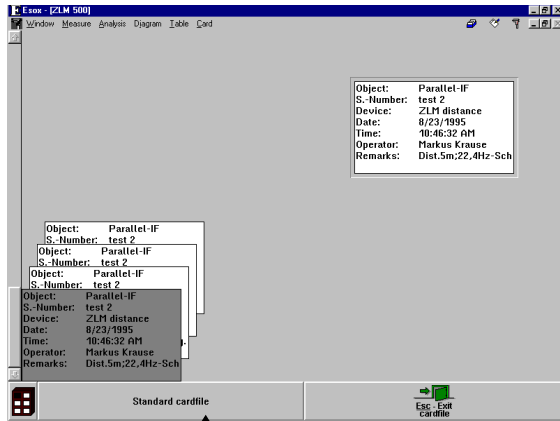 Esox - [ZLM 500]
Window Measure Analysis Diagram Table Card
Object: Parallel-IF
S.-Number: test 2
Device: ZLM distance
Date: 8/23/1995
Time: 10:46:32 AM
Operator: Markus Krause
Remarks: Dist.5m;22,4Hz-Sch
Object: Parallel-IF
S.-Number: test 2
Object: Parallel-IF
S.-Number: test 2
Object: Parallel-IF
S.-Number: test 2
Object: Parallel-IF
S.-Number: test 2
Device: ZLM distance
Date: 8/23/1995
Time: 10:46:32 AM
Operator: Markus Krause
Remarks: Dist.5m;22,4Hz-Sch
Standard cardfile
Esc - Exit
cardfile